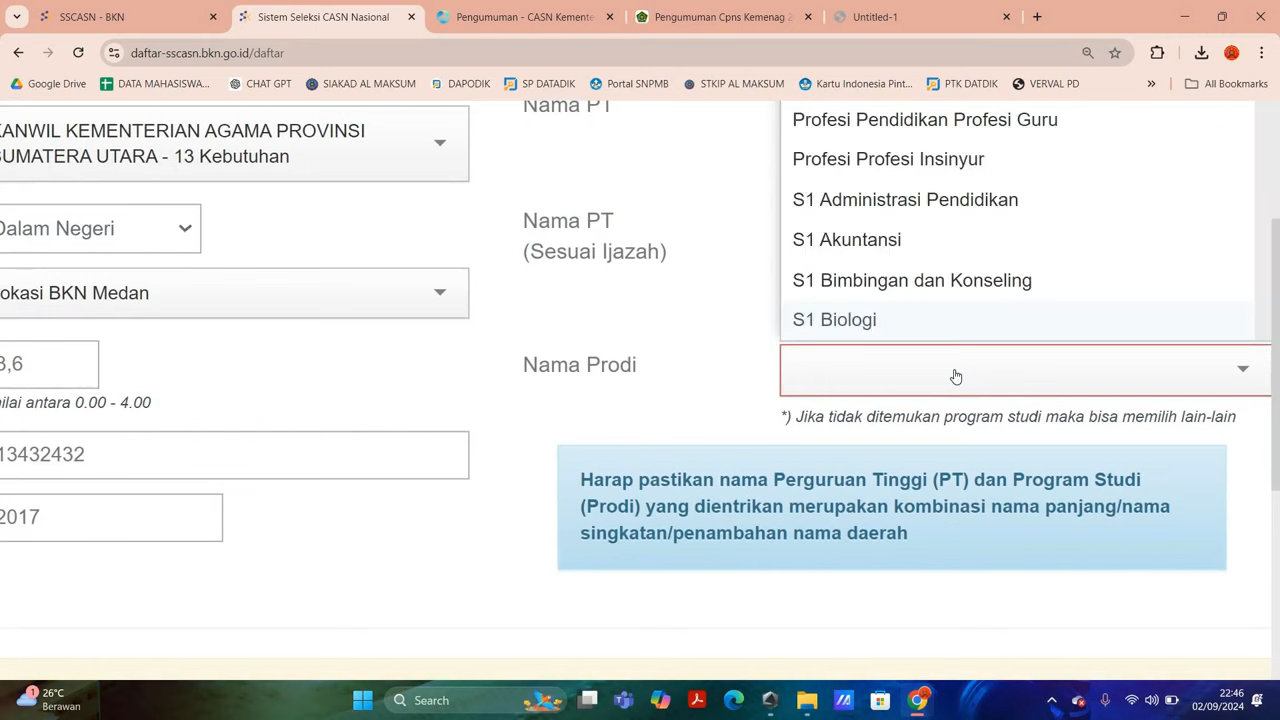 SSCASN - BKN
Sistem Seleksi CASN Nasional
Pengumuman - CASN Kemente
Pengumuman Cpns Kemenag 2
Untitled-1
daftar-sscasn.bkn.go.id/daftar
Google Drive
DATA MAHASISWA...
CHAT GPT
SIAKAD AL MAKSUM
DAPODIK
SP DATADIK
Portal SNPMB
STKIP AL MAKSUM
Kartu Indonesia Pint...
PTK DATDIK
VERVAL PD
»
All Bookmarks
KANWIL KEMENTERIAN AGAMA PROVINSI
SUMATERA UTARA - 13 Kebutuhan
Dalam Negeri
okasi BKN Medan
3,6
ilai antara 0.00 - 4.00
13432432
2017
Nama PT
Nama PT
(Sesuai Ijazah)
Nama Prodi
Profesi Pendidikan Profesi Guru
Profesi Profesi Insinyur
S1 Administrasi Pendidikan
S1 Akuntansi
S1 Bimbingan dan Konseling
S1 Biologi
*) Jika tidak ditemukan program studi maka bisa memilih lain-lain
Harap pastikan nama Perguruan Tinggi (PT) dan Program Studi
(Prodi) yang dientrikan merupakan kombinasi nama panjang/nama
singkatan/penambahan nama daerah
1
26°C
Berawan
Search
22:46
02/09/2024